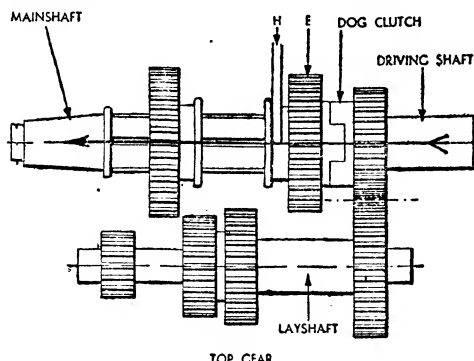 MAINSHAFT
H
E
DOG CLUTCH
DRIVING SHAFT
LAYSHAFT
TOP GEAR